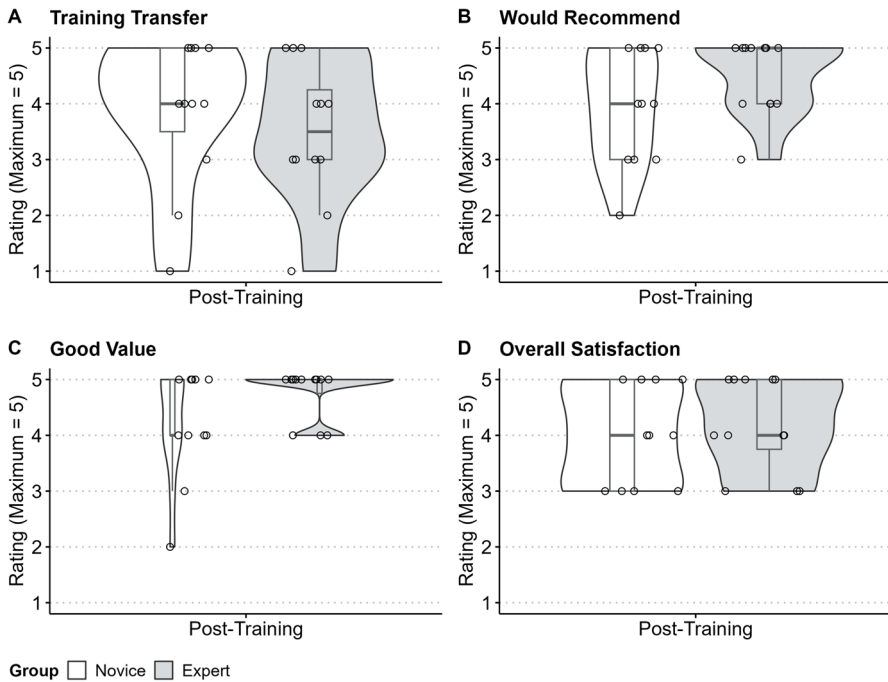 A Training Transfer
B Would Recommend
Rating (Maximum = 5)
5
4
3
2
1
Post-Training
Rating (Maximum = 5)
5
4
3
2
1
Post-Training
C Good Value
D Overall Satisfaction
Rating (Maximum = 5)
5
4
3
2
1
Post-Training
Rating (Maximum = 5)
5
4
3
2
1
Post-Training
Group Novice Expert